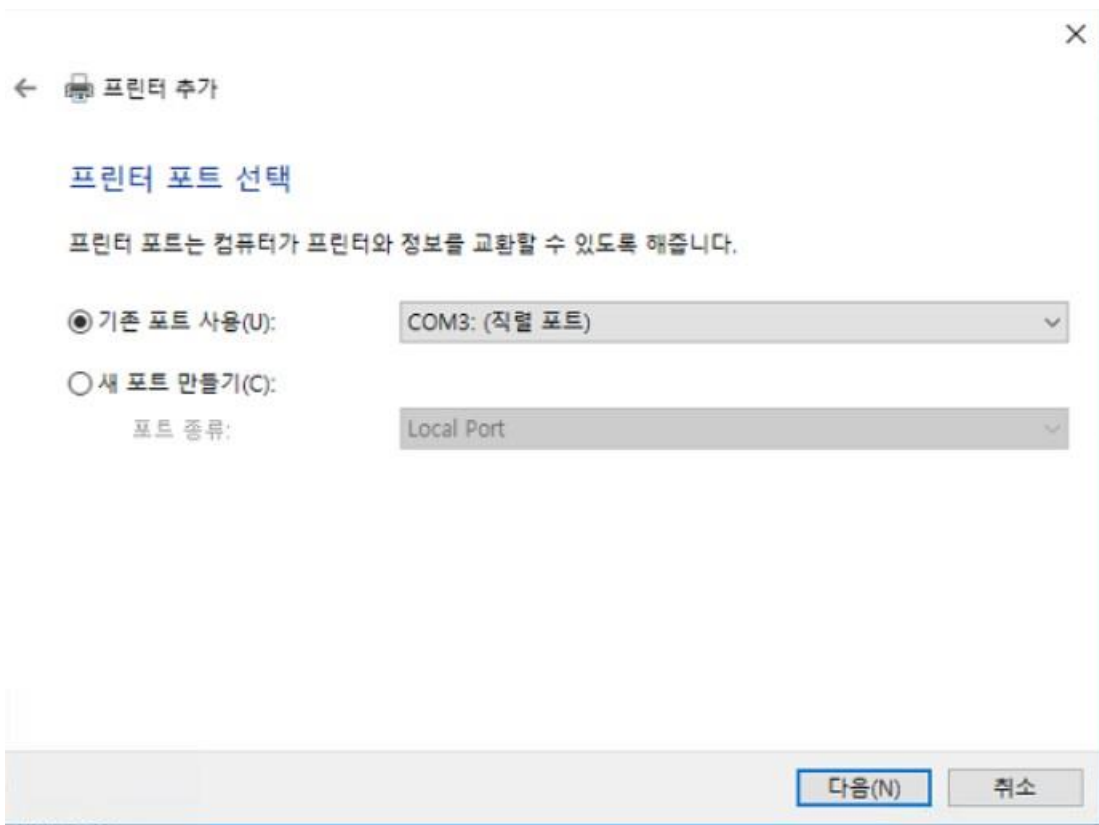 프린터 추가
프린터 포트 선택
프린터 포트는 컴퓨터가 프린터와 정보를 교환할 수 있도록 해줍니다.
기존 포트 사용(U): COM3: (직렬 포트)
새 포트 만들기(C):
포트 종류: Local Port
다음(N) 취소